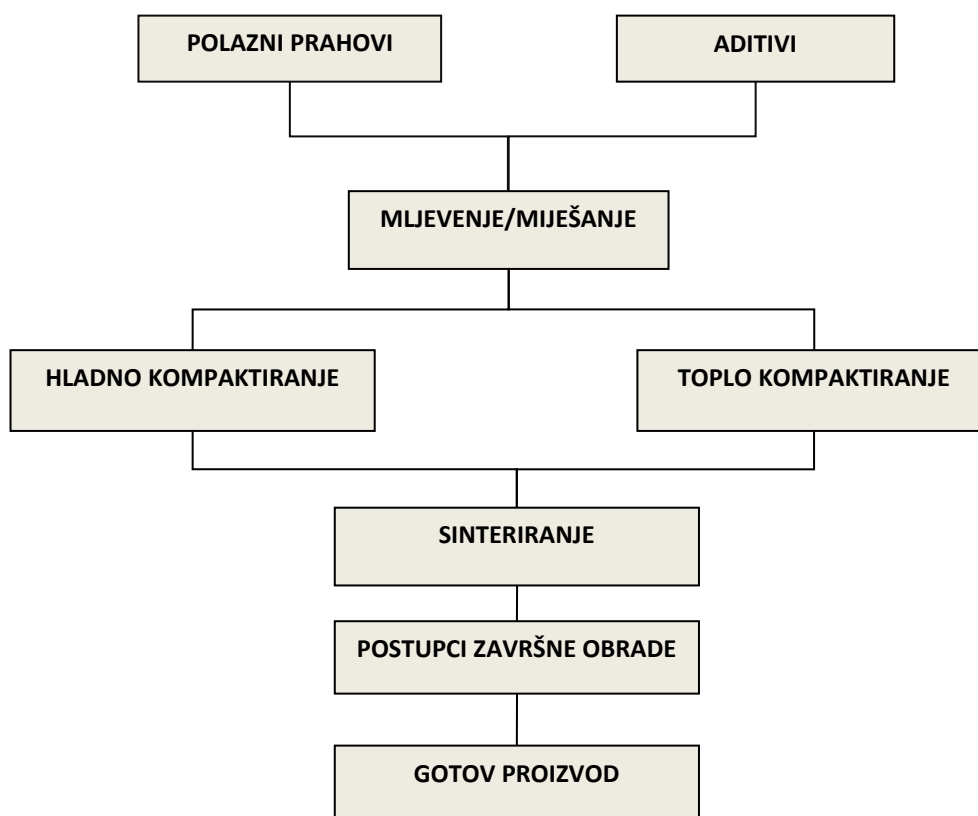 POLAZNI PRAHOVI
ADITIVI
MLJEVENJE/MIJEŠANJE
HLADNO KOMPAKTIRANJE
TOPLO KOMPAKTIRANJE
SINTERIRANJE
POSTUPCI ZAVRŠNE OBRADE
GOTOV PROIZVOD